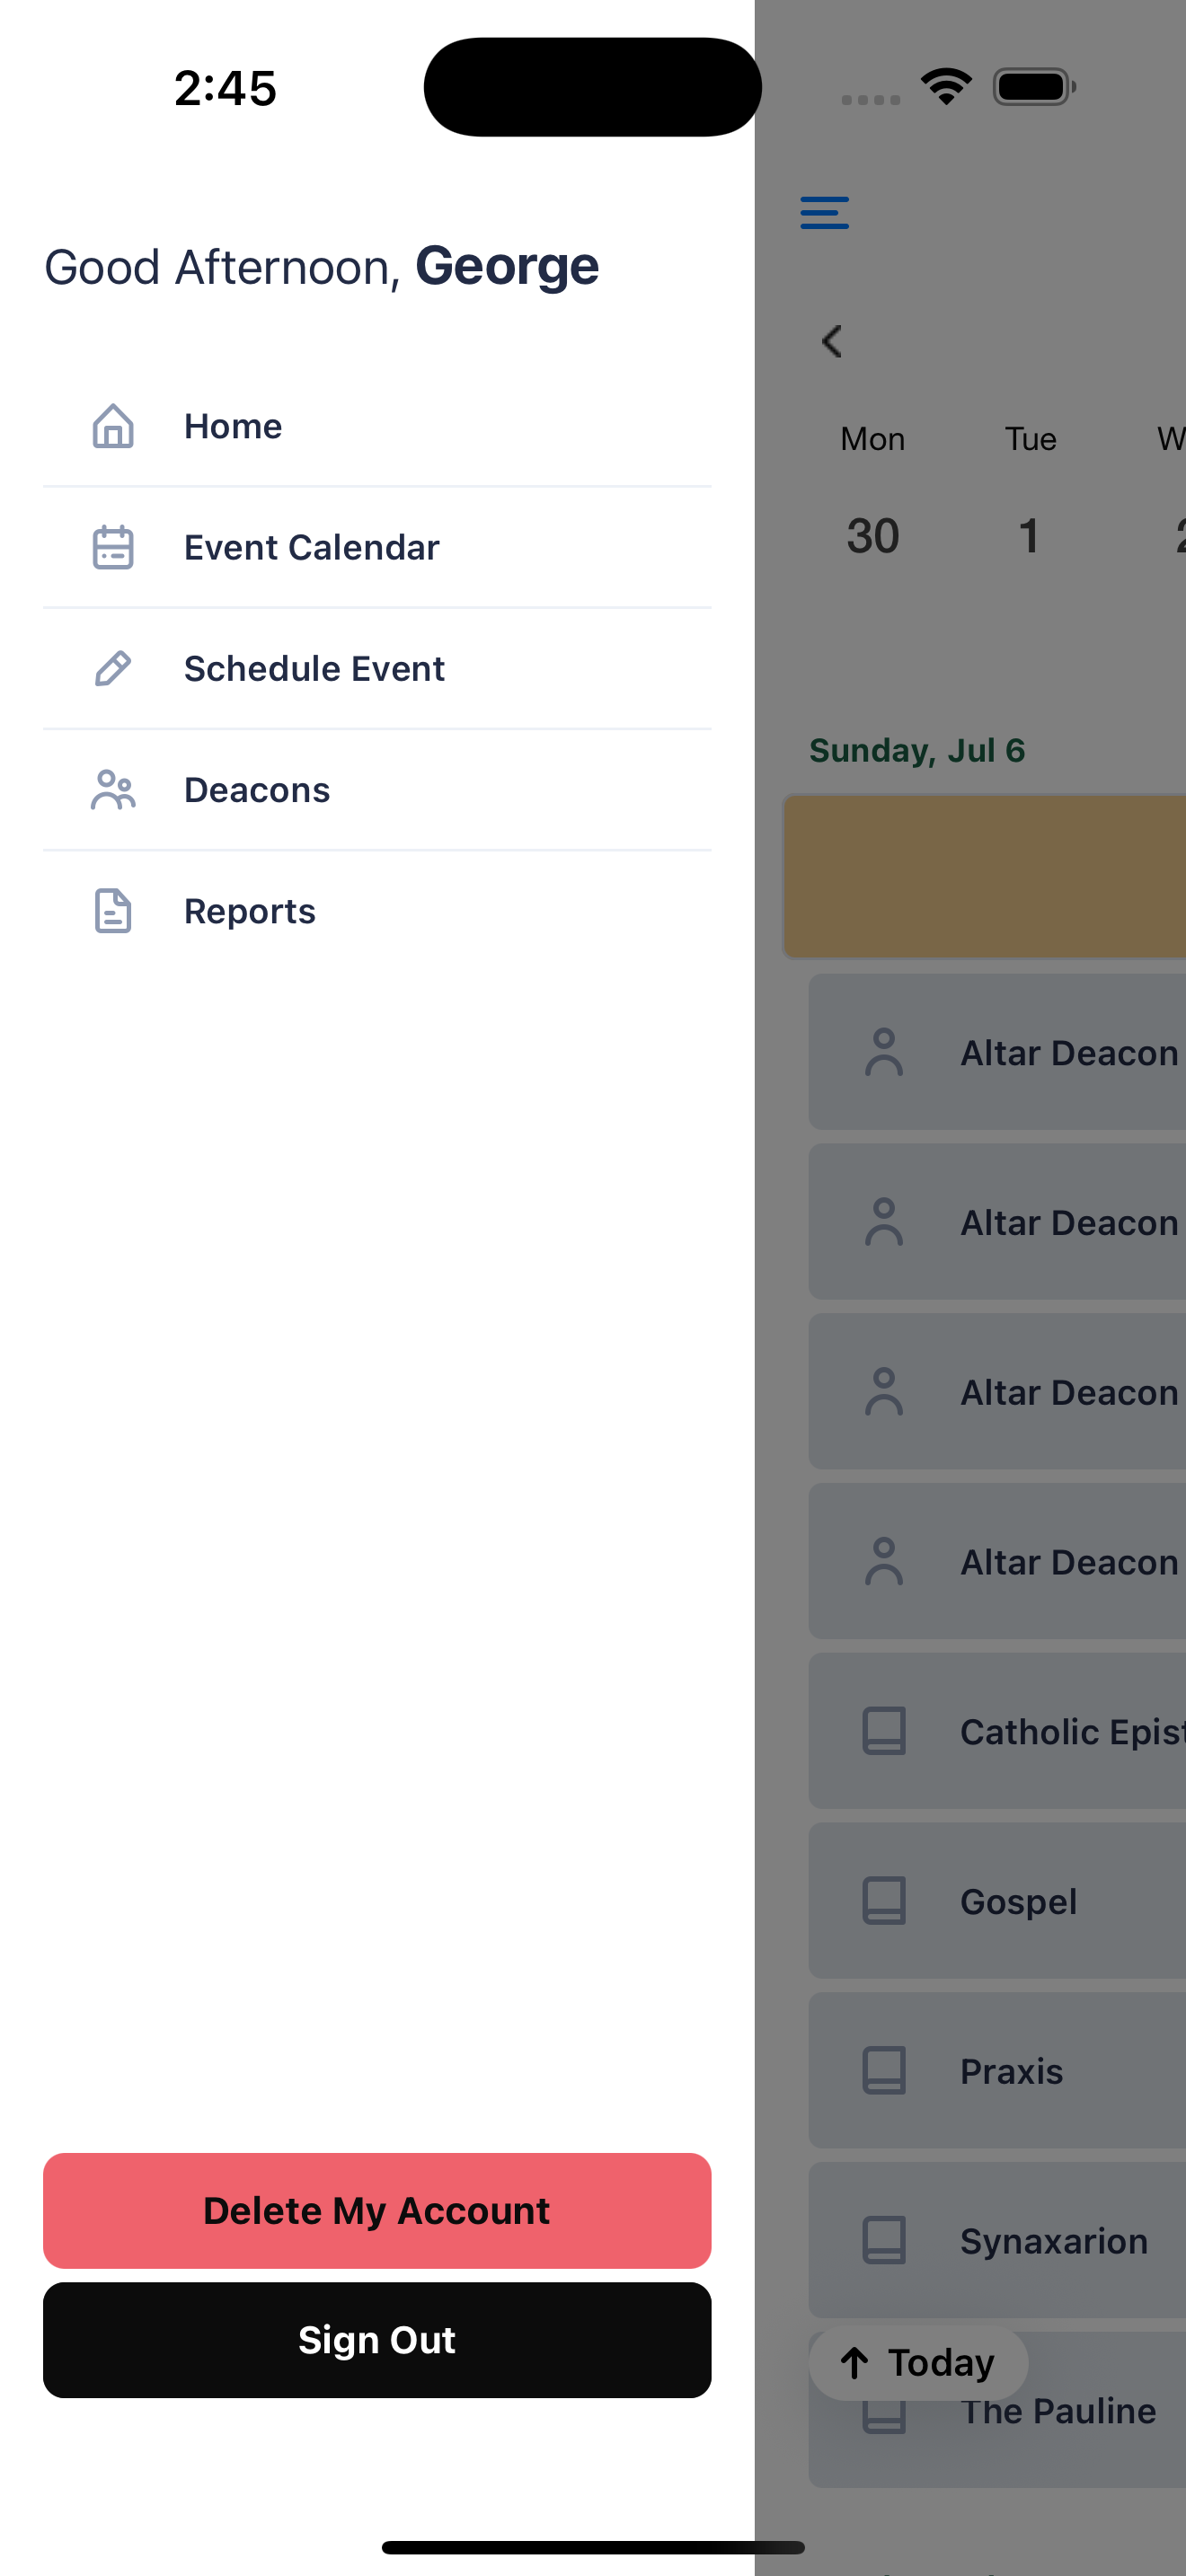 2:45
Good Afternoon, George
Home
Event Calendar
Schedule Event
Deacons
Reports
Delete My Account
Sign Out
Mon Tue
30 1
Sunday, Jul 6
Altar Deacon
Altar Deacon
Altar Deacon
Altar Deacon
Catholic
Gospel
Praxis
Synaxarion
Today
The Pauline